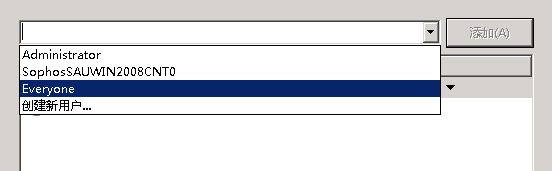 添加(A)
Administrator
SophosSAUWIN2008CNT0
Everyone
创建新用户...